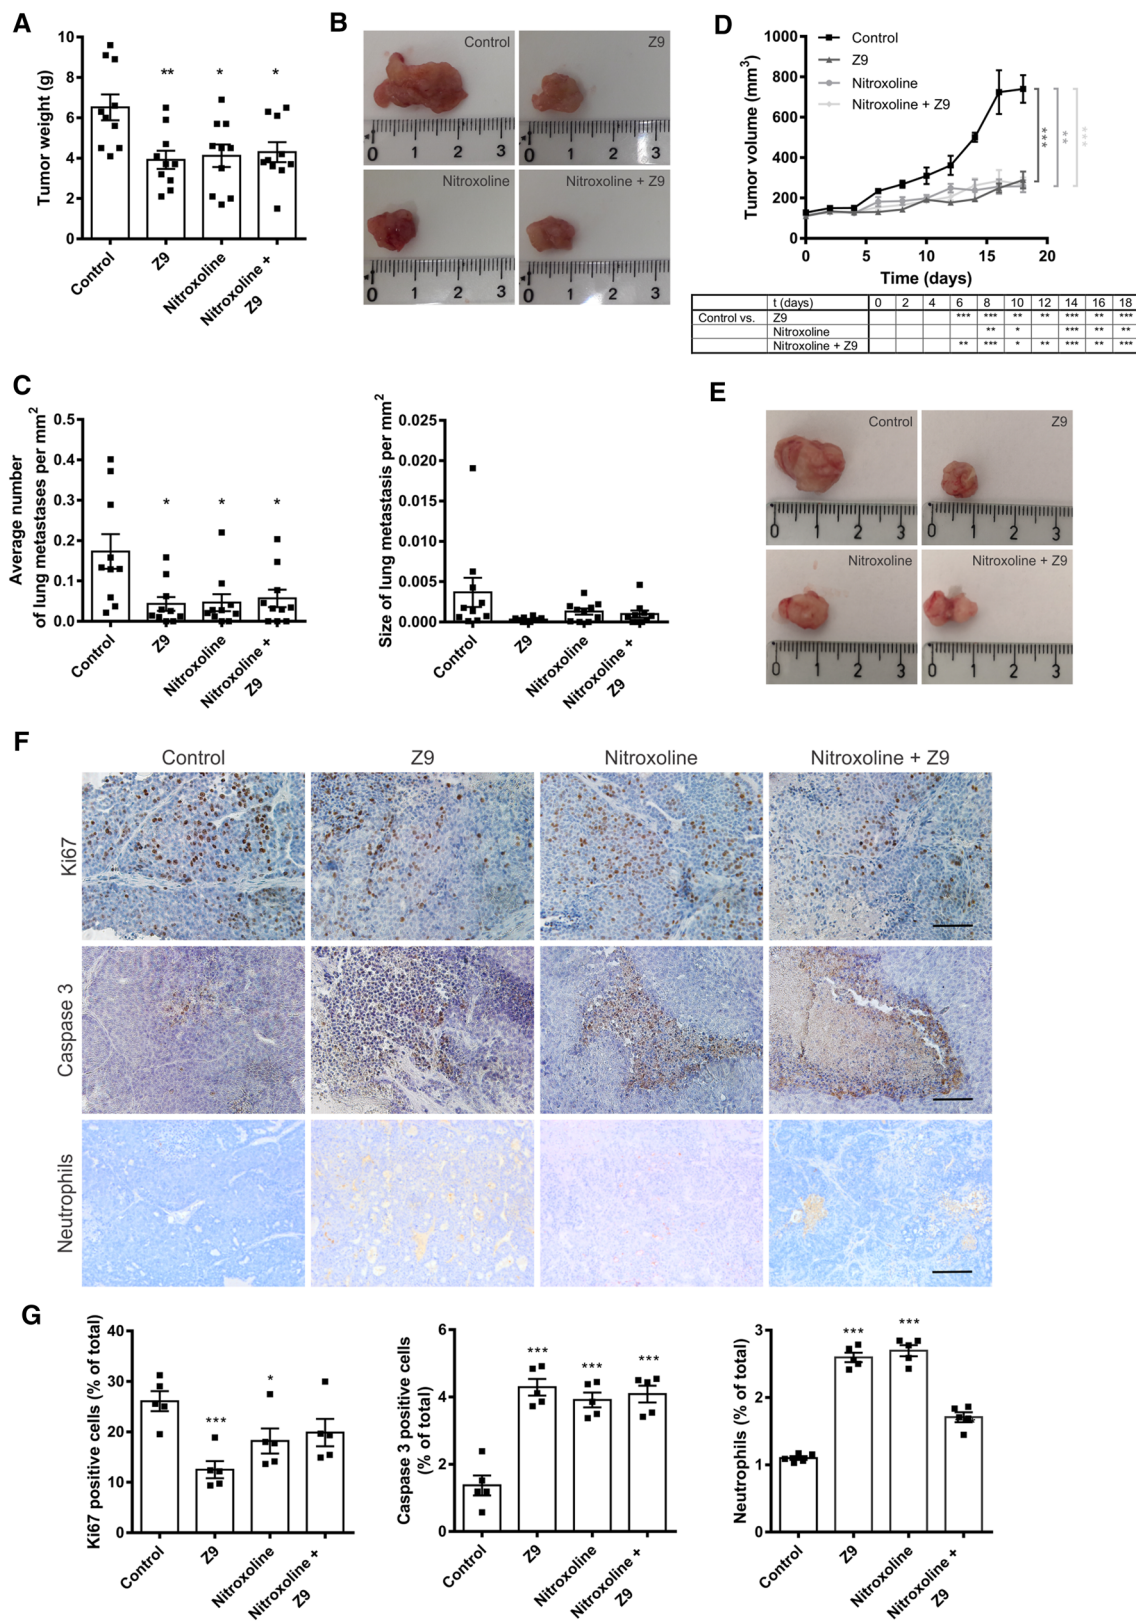 A
Tumor weight (g)
10
8
6
4
2
0
**
*
*
Control
Z9
Nitroxoline
Nitroxoline +
Z9
B
Control
0 1 2 3
Z9
0 1 2 3
Nitroxoline
0 1 2 3
Nitroxoline + Z9
0 1 2 3
D
Tumor volume (mm3)
1000
800
600
400
200
0
Control
Z9
Nitroxoline
Nitroxoline + Z9
***
**
***
0 5 10 15 20
Time (days)
t (days) 0 2 4 6 8 10 12 14 16 18
Control vs. Z9 *** *** ** ** *** ** ***
Nitroxoline ** * *** ** **
Nitroxoline + Z9 ** *** * ** *** ** ***
C
Average number
of lung metastases per mm2
0.5
0.4
0.3
0.2
0.1
0.0
*
*
*
Control
Z9
Nitroxoline
Nitroxoline +
Z9
Size of lung metastasis per mm2
0.025
0.020
0.015
0.010
0.005
0.000
Control
Z9
Nitroxoline
Nitroxoline +
Z9
E
Control
0 1 2 3
Z9
0 1 2 3
Nitroxoline
0 1 2 3
Nitroxoline + Z9
0 1 2 3
F
Control Z9 Nitroxoline Nitroxoline + Z9
Ki67
Caspase 3
Neutrophils
G
Ki67 positive cells (% of total)
40
30
20
10
0
***
*
Control
Z9
Nitroxoline
Nitroxoline +
Z9
Caspase 3 positive cells
(% of total)
6
4
2
0
***
***
***
Control
Z9
Nitroxoline
Nitroxoline +
Z9
Neutrophils (% of total)
3
2
1
0
***
***
Control
Z9
Nitroxoline
Nitroxoline +
Z9